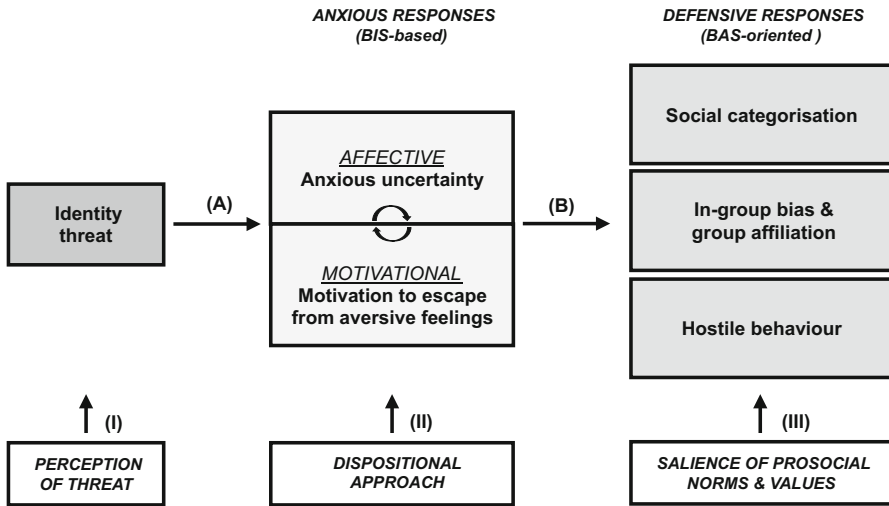 ANXIOUS RESPONSES
(BIS-based)
DEFENSIVE RESPONSES
(BAS-oriented )
Identity
threat
(A)
AFFECTIVE
Anxious uncertainty
MOTIVATIONAL
Motivation to escape
from aversive feelings
(B)
Social categorisation
In-group bias &
group affiliation
Hostile behaviour
(I)
(II)
(III)
PERCEPTION
OF THREAT
DISPOSITIONAL
APPROACH
SALIENCE OF PROSOCIAL
NORMS & VALUES